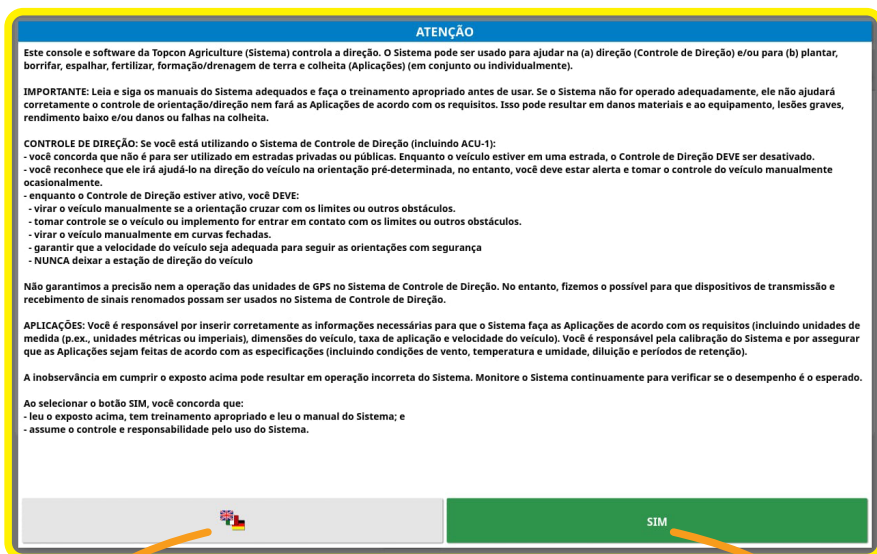 ATENÇÃO
Este console e software da Topcon Agriculture (Sistema) controla a direção. O Sistema pode ser usado para ajudar na (a) direção (Controle de Direção) e/ou para (b) plantar,
borrifar, espalhar, fertilizar, formação/drenagem de terra e colheita (Aplicações) (em conjunto ou individualmente).
IMPORTANTE: Leia e siga os manuais do Sistema adequados e faça o treinamento apropriado antes de usar. Se o Sistema não for operado adequadamente, ele não ajudará
corretamente o controle de orientação/direção nem fará as Aplicações de acordo com os requisitos. Isso pode resultar em danos materiais e ao equipamento, lesões graves,
rendimento baixo e/ou danos ou falhas na colheita.
CONTROLE DE DIREÇÃO: Se você está utilizando o Sistema de Controle de Direção (incluindo ACU-1):
- você concorda que não é para ser utilizado em estradas privadas ou públicas. Enquanto o veículo estiver em uma estrada, o Controle de Direção DEVE ser desativado.
- você reconhece que ele irá ajudá-lo na direção do veículo na orientação pré-determinada, no entanto, você deve estar alerta e tomar o controle do veículo manualmente
ocasionalmente.
- enquanto o Controle de Direção estiver ativo, você DEVE:
- virar o veículo manualmente se a orientação cruzar com os limites ou outros obstáculos.
- tomar controle se o veículo ou implemento for entrar em contato com os limites ou outros obstáculos.
- virar o veículo manualmente em curvas fechadas.
- garantir que a velocidade do veículo seja adequada para seguir as orientações com segurança
- NUNCA deixar a estação de direção do veículo
Não garantimos a precisão nem a operação das unidades de GPS no Sistema de Controle de Direção. No entanto, fizemos o possível para que dispositivos de transmissão e
recebimento de sinais renomados possam ser usados no Sistema de Controle de Direção.
APLICAÇÕES: Você é responsável por inserir corretamente as informações necessárias para que o Sistema faça as Aplicações de acordo com os requisitos (incluindo unidades de
medida (p.ex., unidades métricas ou imperiais), dimensões do veículo, taxa de aplicação e velocidade do veículo). Você é responsável pela calibração do Sistema e por assegurar
que as Aplicações sejam feitas de acordo com as especificações (incluindo condições de vento, temperatura e umidade, diluição e períodos de retenção).
A inobservância em cumprir o exposto acima pode resultar em operação incorreta do Sistema. Monitore o Sistema continuamente para verificar se o desempenho é o esperado.
Ao selecionar o botão SIM, você concorda que:
- leu o exposto acima, tem treinamento apropriado e leu o manual do Sistema; e
- assume o controle e responsabilidade pelo uso do Sistema.
SIM